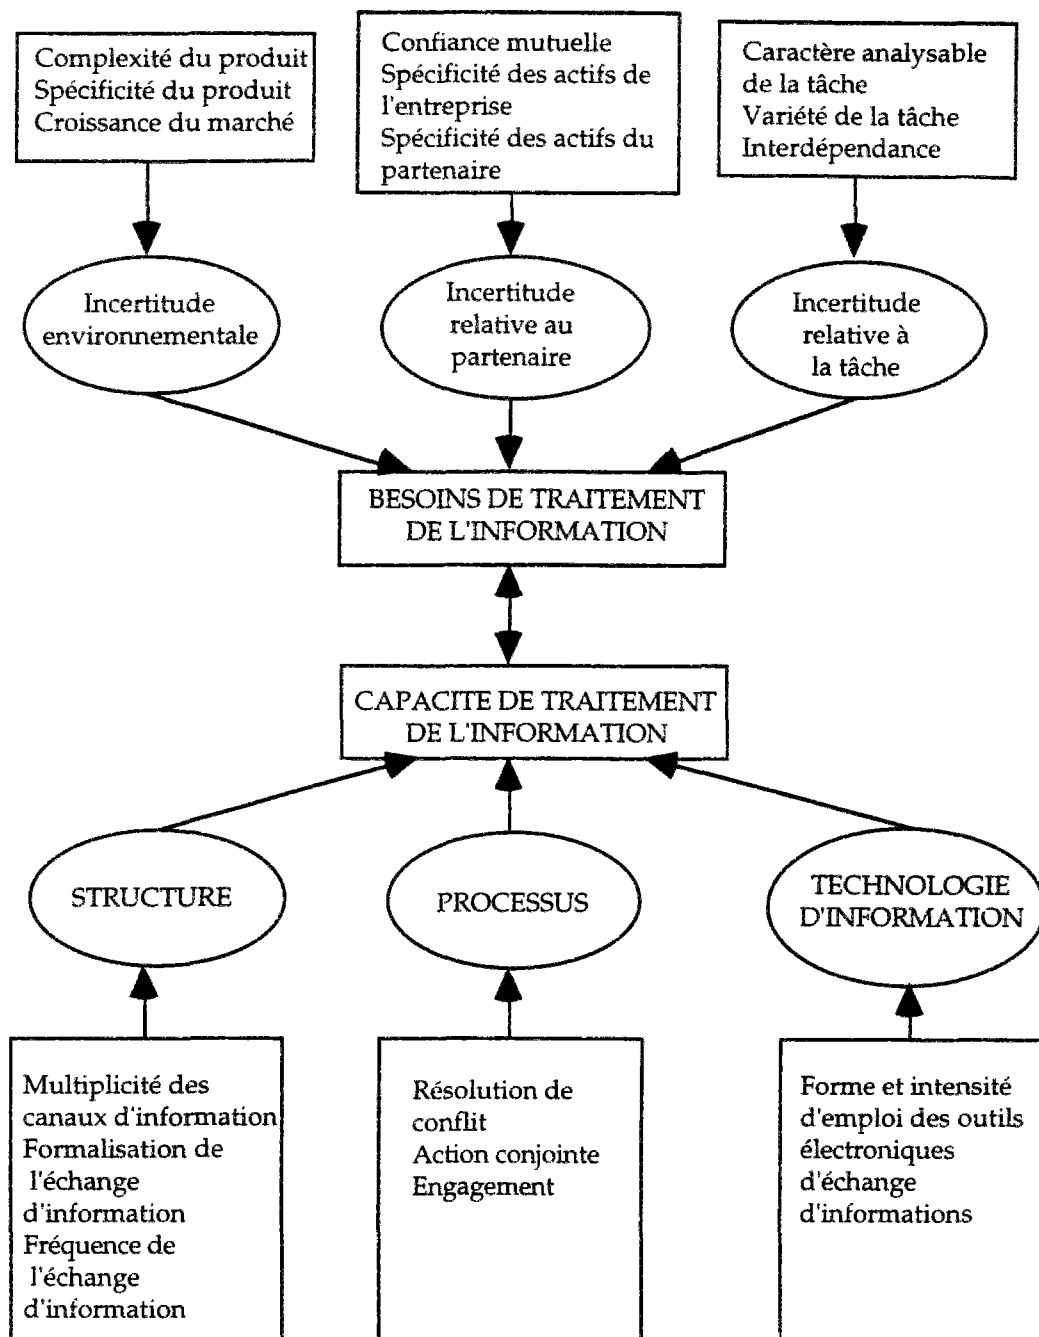 Complexité du produit
Spécificité du produit
Croissance du marché
Confiance mutuelle
Spécificité des actifs de
l'entreprise
Spécificité des actifs du
partenaire
Caractère analysable
de la tâche
Variété de la tâche
Interdépendance
Incertitude
environnementale
Incertitude
relative au
partenaire
Incertitude
relative à
la tâche
BESOINS DE TRAITEMENT
DE L'INFORMATION
CAPACITE DE TRAITEMENT
DE L'INFORMATION
STRUCTURE
PROCESSUS
TECHNOLOGIE
D'INFORMATION
Multiplicité des
canaux d'information
Formalisation de
l'échange
d'information
Fréquence de
l'échange
d'information
Résolution de
conflit
Action conjointe
Engagement
Forme et intensité
d'emploi des outils
électroniques
d'échange
d'informations